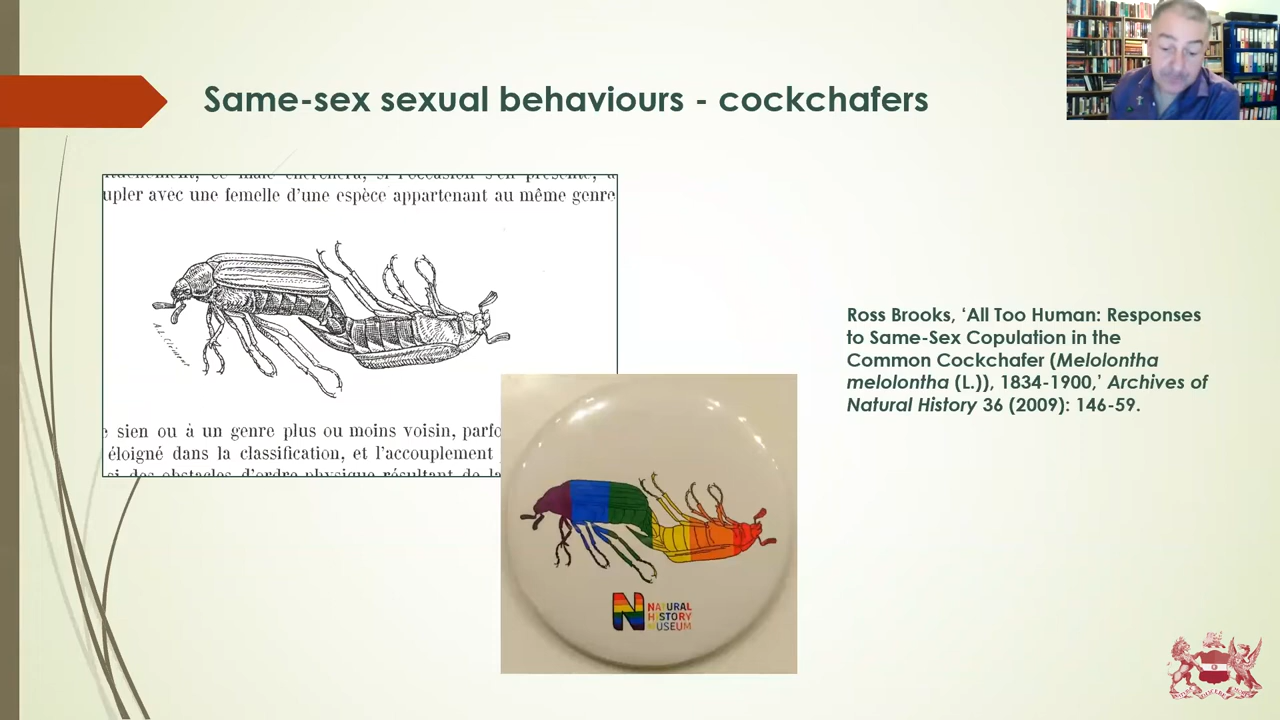 Same-sex sexual behaviours - cockchafers
upler avec une femelle d'une espèce appartenant au même genre
sien ou à un genre plus ou moins voisin, parfo
éloigné dans la classification, et l'accouplement
Ross Brooks, ‘All Too Human: Responses
to Same-Sex Copulation in the
Common Cockchafer (Melolontha
melolontha (L.)), 1834-1900,’ Archives of
Natural History 36 (2009): 146-59.
N NATURAL
HISTORY
MUSEUM